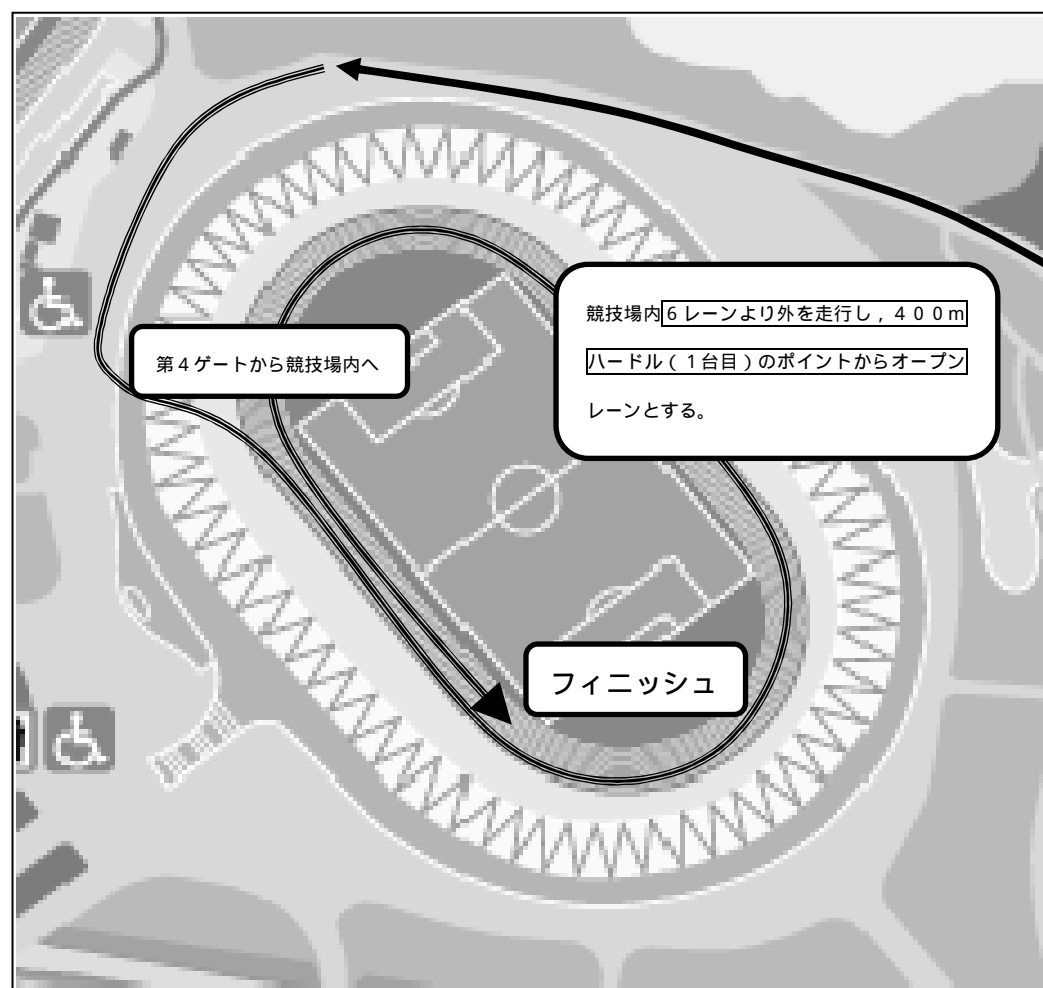 競技場内６レーンより外を走行し，４００ｍ
ハードル（１台目）のポイントからオープン
レーンとする。
第４ゲートから競技場内へ
フィニッシュ